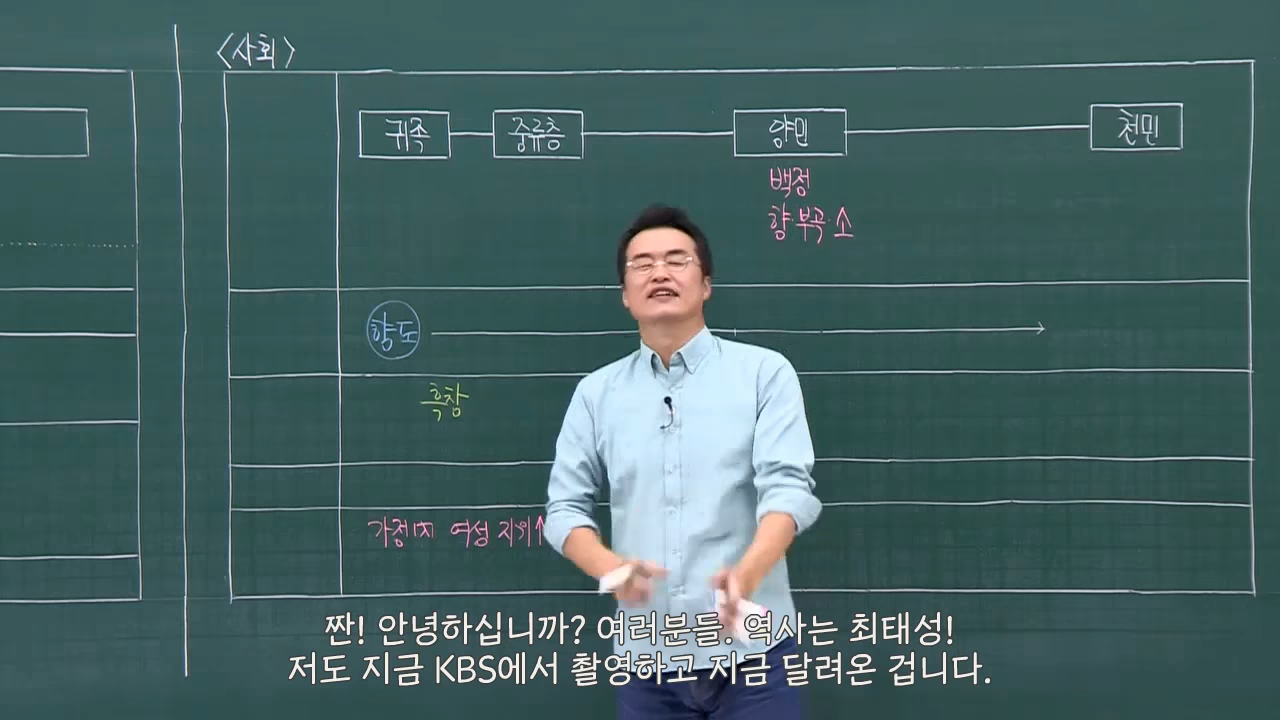 〈사회〉
귀족 중류층 양민 천민
백정
향·부곡·소
향도
흑창
가정 내 여성 지위↑
짠! 안녕하십니까? 여러분들. 역사는 최태성!
저도 지금 KBS에서 촬영하고 지금 달려온 겁니다.